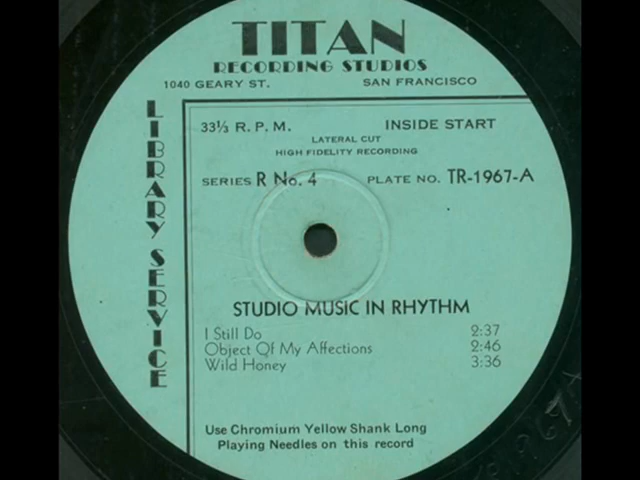 TITAN
RECORDING STUDIOS
1040 GEARY ST. SAN FRANCISCO
LIBRARY SERVICE
33⅓ R.P.M. INSIDE START
LATERAL CUT
HIGH FIDELITY RECORDING
SERIES R No. 4 PLATE NO. TR-1967-A
STUDIO MUSIC IN RHYTHM
I Still Do 2:37
Object Of My Affections 2:46
Wild Honey 3:36
Use Chromium Yellow Shank Long
Playing Needles on this record